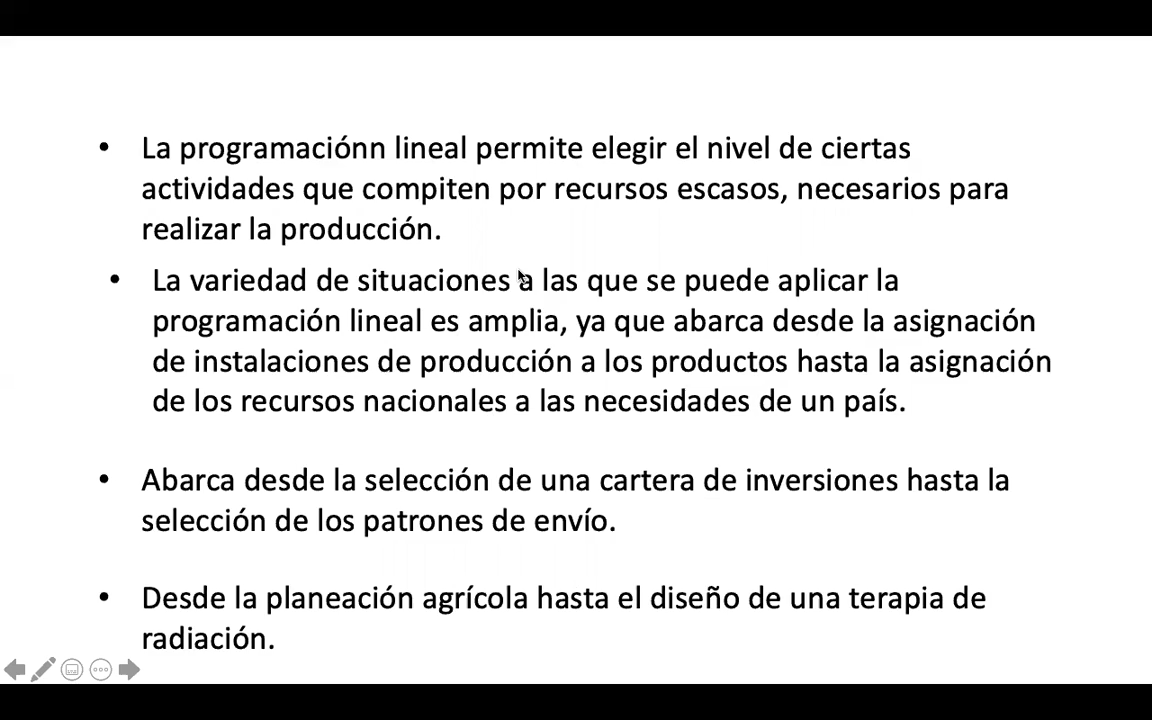 • La programaciónn lineal permite elegir el nivel de ciertas
actividades que compiten por recursos escasos, necesarios para
realizar la producción.
• La variedad de situaciones a las que se puede aplicar la
programación lineal es amplia, ya que abarca desde la asignación
de instalaciones de producción a los productos hasta la asignación
de los recursos nacionales a las necesidades de un país.
• Abarca desde la selección de una cartera de inversiones hasta la
selección de los patrones de envío.
• Desde la planeación agrícola hasta el diseño de una terapia de
radiación.